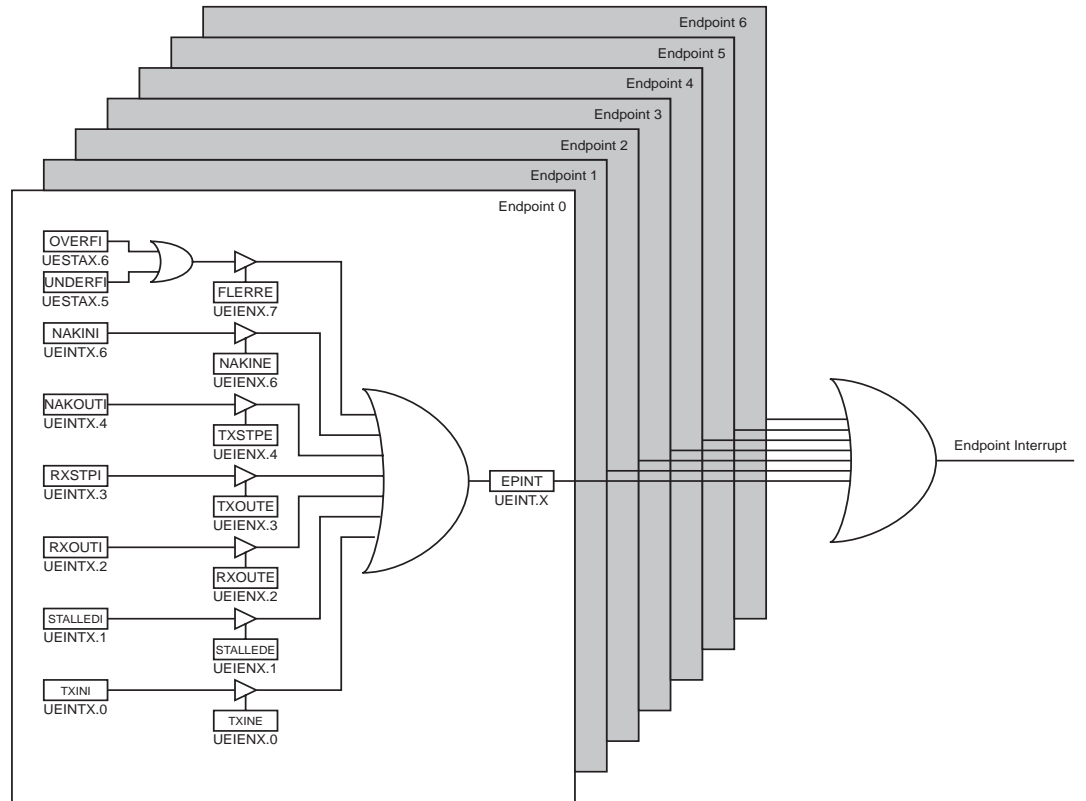 Endpoint 6
Endpoint 5
Endpoint 4
Endpoint 3
Endpoint 2
Endpoint 1
Endpoint 0
OVERFI
UESTAX.6
UNDERFI
UESTAX.5
FLERRE
UEIENX.7
NAKINI
UEINTX.6
NAKINE
UEIENX.6
NAKOUTI
UEINTX.4
TXSTPE
UEIENX.4
RXSTPI
UEINTX.3
TXOUTE
UEIENX.3
RXOUTI
UEINTX.2
RXOUTE
UEIENX.2
STALLEDI
UEINTX.1
STALLEDE
UEIENX.1
TXINI
UEINTX.0
TXINE
UEIENX.0
EPINT
UEINT.X
Endpoint Interrupt